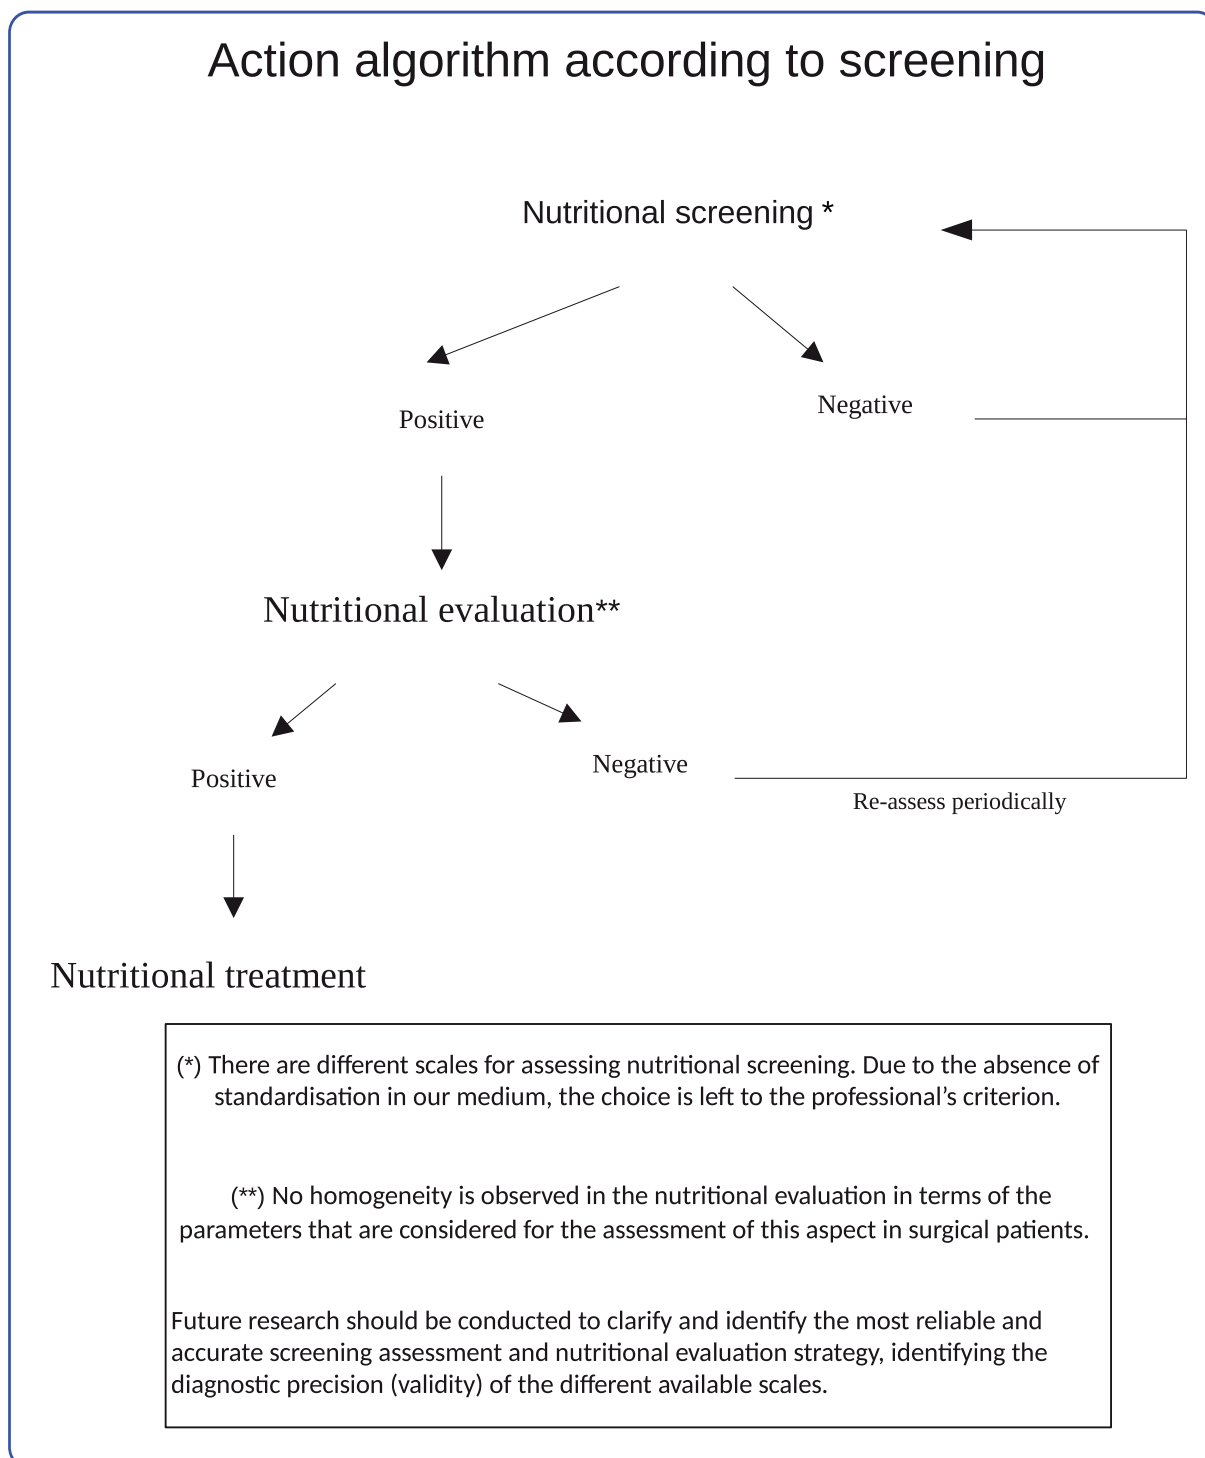 Action algorithm according to screening
Nutritional screening *
Positive
Negative
Nutritional evaluation**
Positive
Negative
Re-assess periodically
Nutritional treatment
(*) There are different scales for assessing nutritional screening. Due to the absence of
standardisation in our medium, the choice is left to the professional’s criterion.
(**) No homogeneity is observed in the nutritional evaluation in terms of the
parameters that are considered for the assessment of this aspect in surgical patients.
Future research should be conducted to clarify and identify the most reliable and
accurate screening assessment and nutritional evaluation strategy, identifying the
diagnostic precision (validity) of the different available scales.